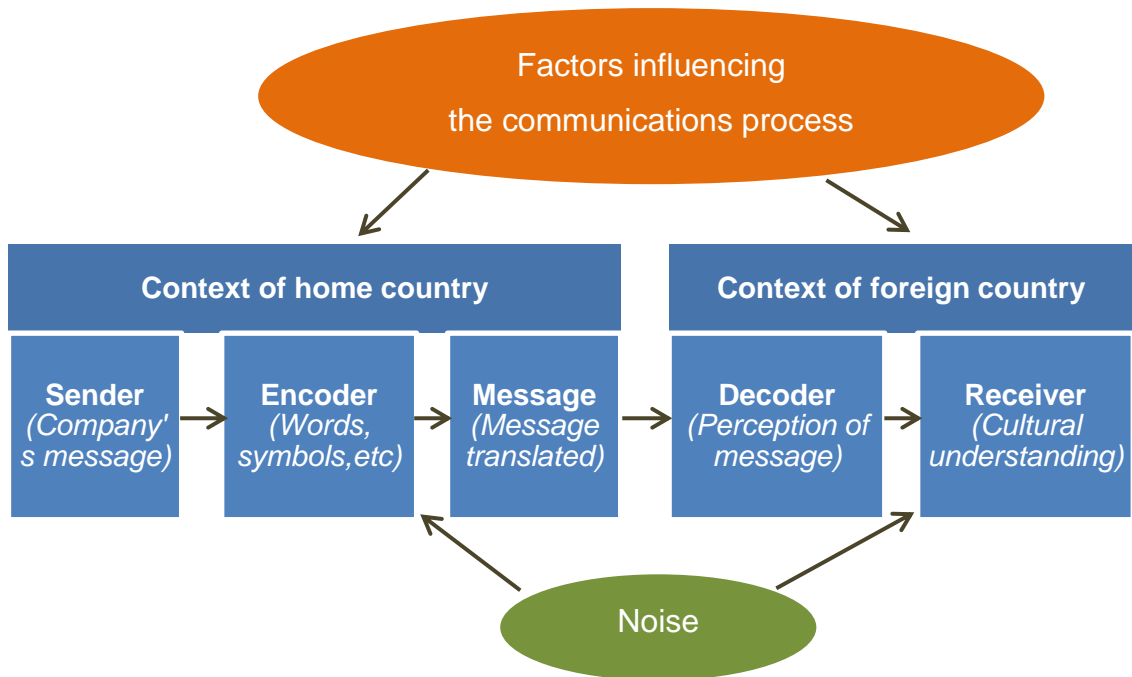 Factors influencing
the communications process
Context of home country
Context of foreign country
Sender
(Company'
s message)
Encoder
(Words,
symbols,etc)
Message
(Message
translated)
Decoder
(Perception of
message)
Receiver
(Cultural
understanding)
Noise